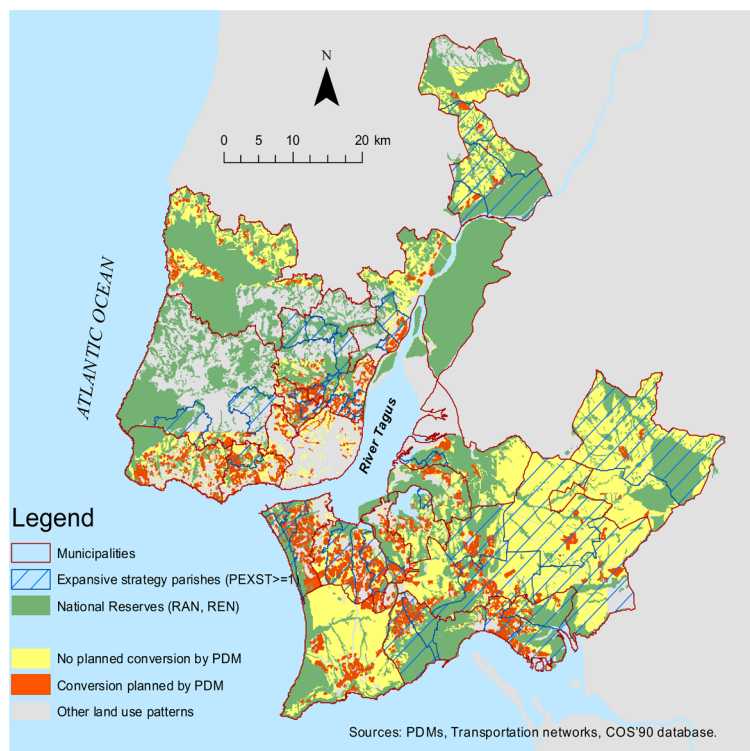 N
0 5 10 20 km
ATLANTIC OCEAN
River Tagus
Legend
Municipalities
Expansive strategy parishes (PEXST>=1)
National Reserves (RAN, REN)
No planned conversion by PDM
Conversion planned by PDM
Other land use patterns
Sources: PDMs, Transportation networks, COS'90 database.